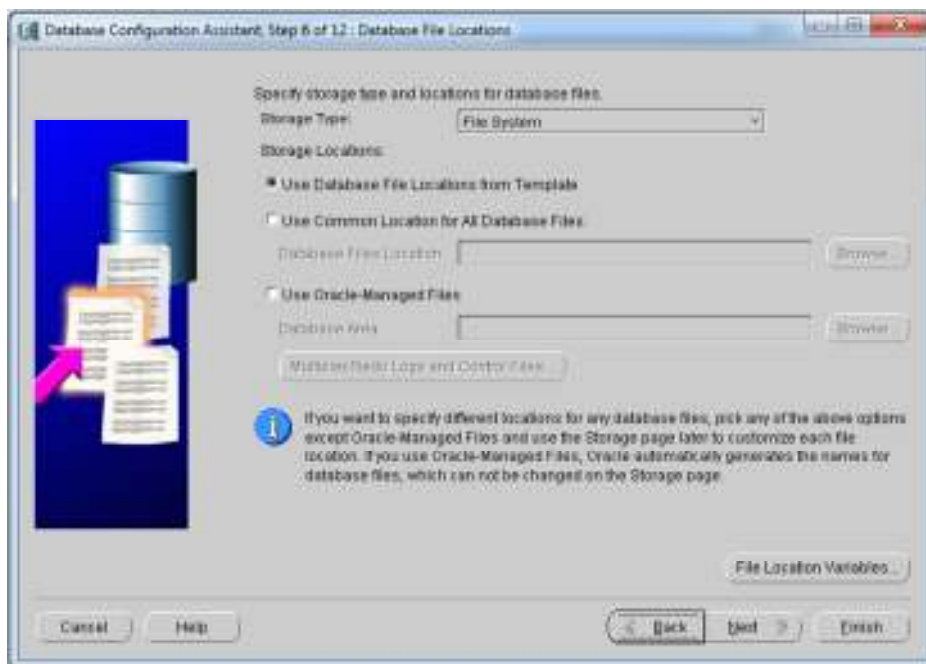 Database Configuration Assistant, Step 6 of 12 : Database File Locations
Specify storage type and locations for database files.
Storage Type: File System
Storage Locations:
Use Database File Locations from Template
Use Common Location for All Database Files
Database Files Location: Browse...
Use Oracle-Managed Files
Database Area: Browse...
Multiplex Redo Logs and Control Files...
If you want to specify different locations for any database files, pick any of the above options
except Oracle-Managed Files and use the Storage page later to customize each file
location. If you use Oracle-Managed Files, Oracle automatically generates the names for
database files, which can not be changed on the Storage page.
File Location Variables...
Cancel Help Back Next Finish